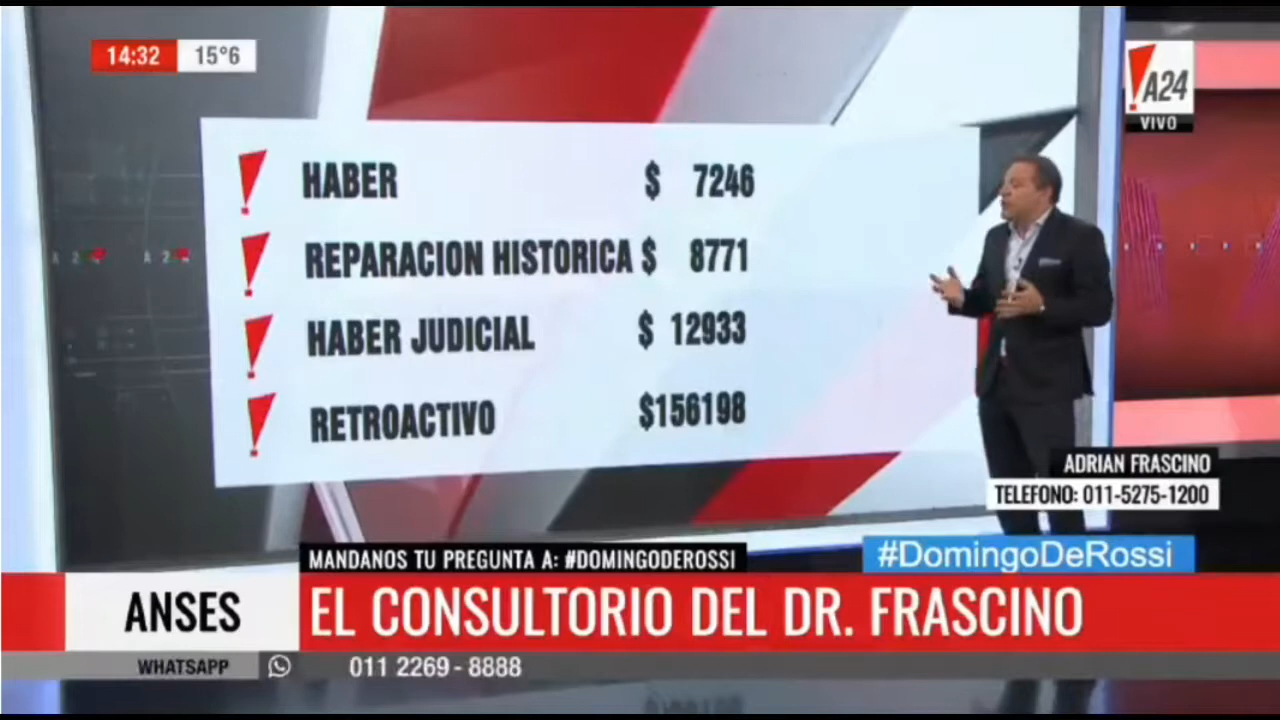 14:32 15°6
A24
VIVO
HABER $ 7246
REPARACION HISTORICA $ 8771
HABER JUDICIAL $ 12933
RETROACTIVO $156198
ADRIAN FRASCINO
TELEFONO: 011-5275-1200
MANDANOS TU PREGUNTA A: #DOMINGODEROSSI
#DomingoDeRossi
ANSES
EL CONSULTORIO DEL DR. FRASCINO
WHATSAPP 011 2269 - 8888